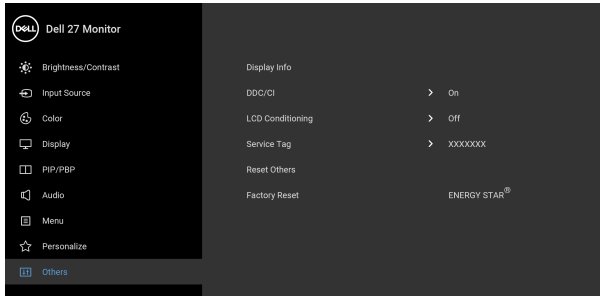 DELL Dell 27 Monitor
Brightness/Contrast
Input Source
Color
Display
PIP/PBP
Audio
Menu
Personalize
Others
Display Info
DDC/CI > On
LCD Conditioning > Off
Service Tag > XXXXXXX
Reset Others
Factory Reset ENERGY STAR®